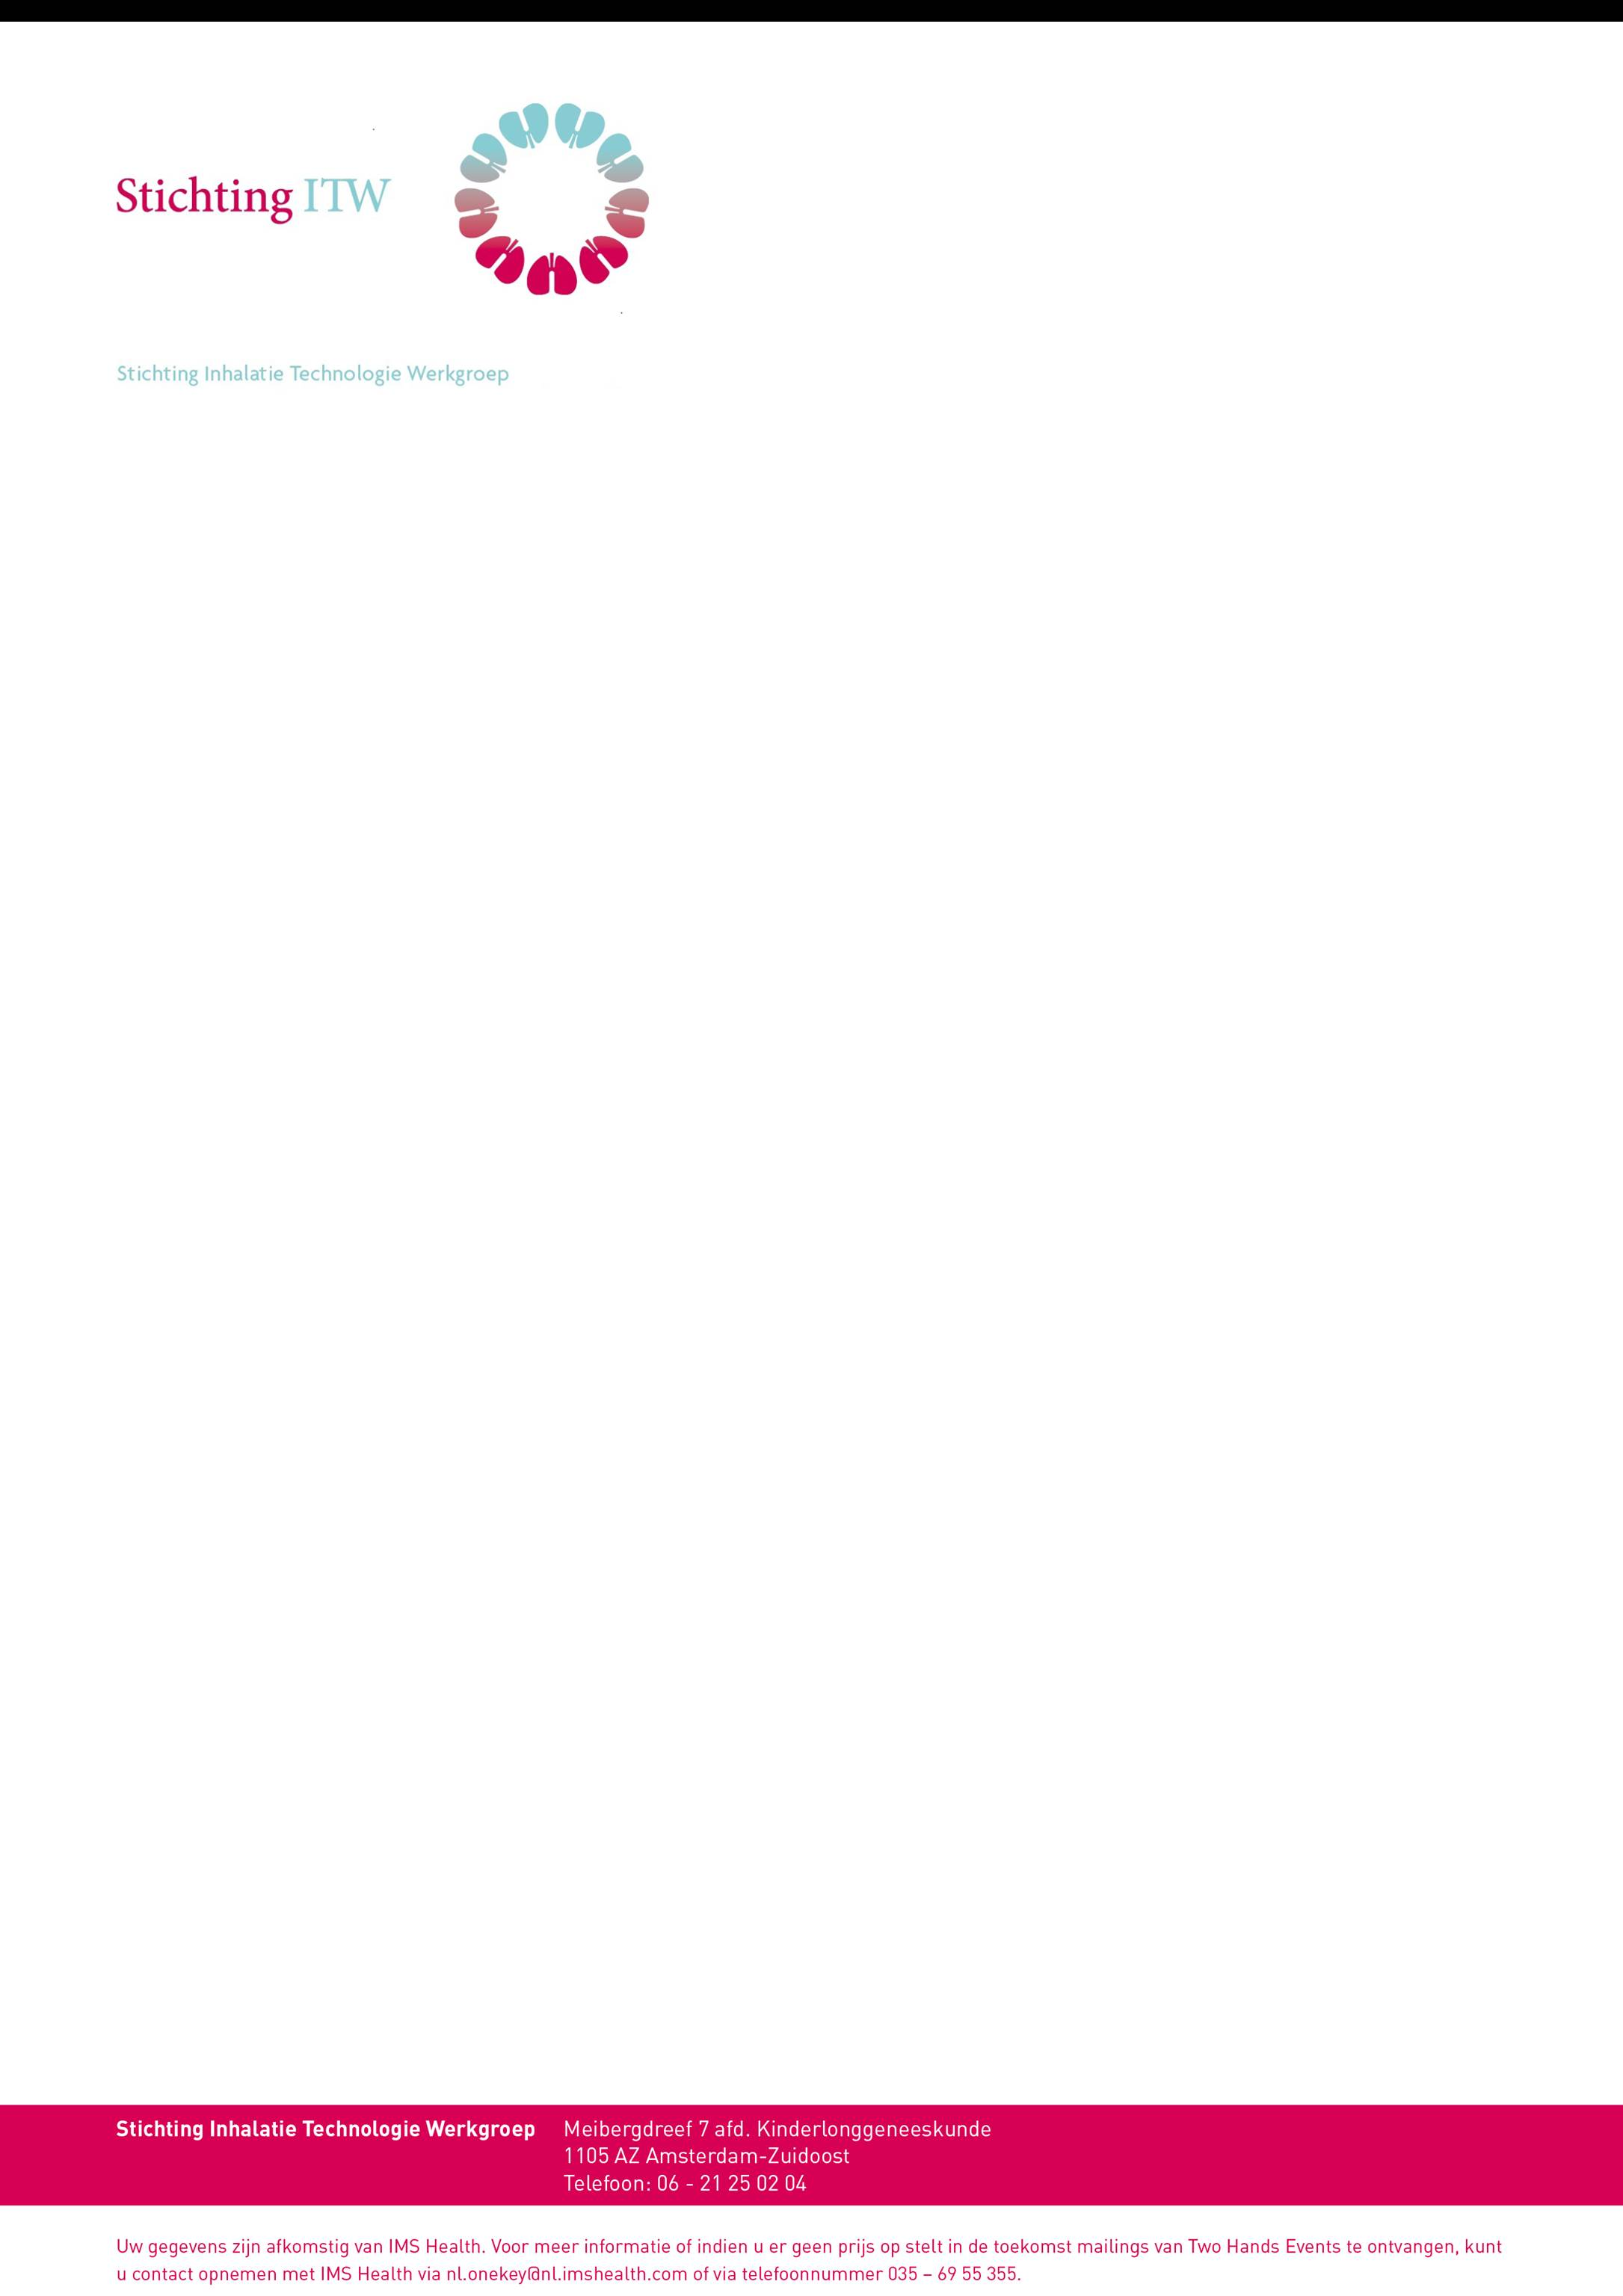 Stichting ITW
Stichting Inhalatie Technologie Werkgroep
Stichting Inhalatie Technologie Werkgroep Meibergdreef 7 afd. Kinderlonggeneeskunde
1105 AZ Amsterdam-Zuidoost
Telefoon: 06 - 21 25 02 04
Uw gegevens zijn afkomstig van IMS Health. Voor meer informatie of indien u er geen prijs op stelt in de toekomst mailings van Two Hands Events te ontvangen, kunt
u contact opnemen met IMS Health via nl.onekey@nl.imshealth.com of via telefoonnummer 035 – 69 55 355.